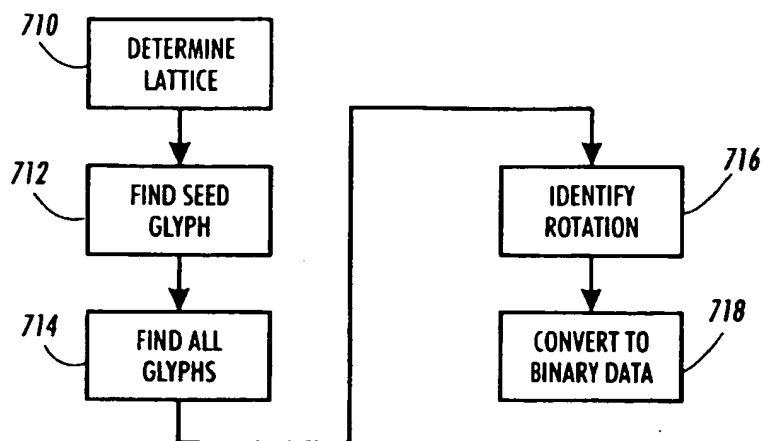 710
DETERMINE
LATTICE
712
FIND SEED
GLYPH
714
FIND ALL
GLYPHS
716
IDENTIFY
ROTATION
718
CONVERT TO
BINARY DATA